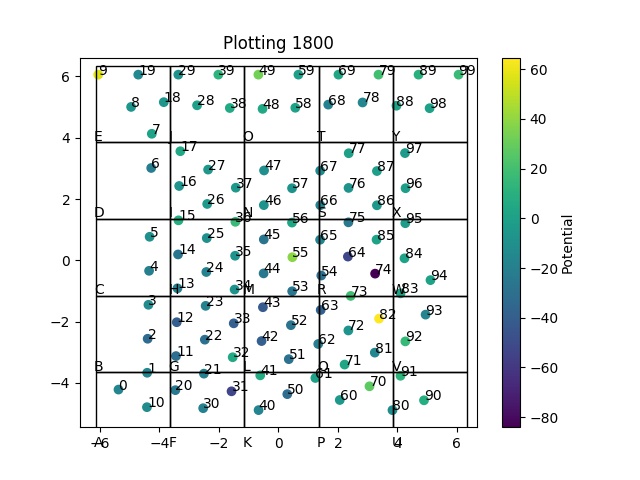 Plotting 1800
9 19 29 39 49 59 69 79 89 99
8 18 28 38 48 58 68 78 88 98
7
E I O T Y
17 77 97
6 27 47 67 87
16 37 57 76 96
26 46 66 86
D I N S X
15 36 56 75 95
5 25 45 65 85
14 35 55 64 84
4 24 44 54 74 94
C 13 H 34 M 53 R 73 W 83
3 23 43 63 93
12 33 52 72 82
2 22 42 62 92
11 32 51 81
B 1 G 21 L 41 61 Q 71 V 91
0 20 31 50 70
10 30 40 60 80 90
A F K P U
−6 −4 −2 0 2 4 6
6
4
2
0
−2
−4
60
40
20
0
−20
−40
−60
−80
Potential